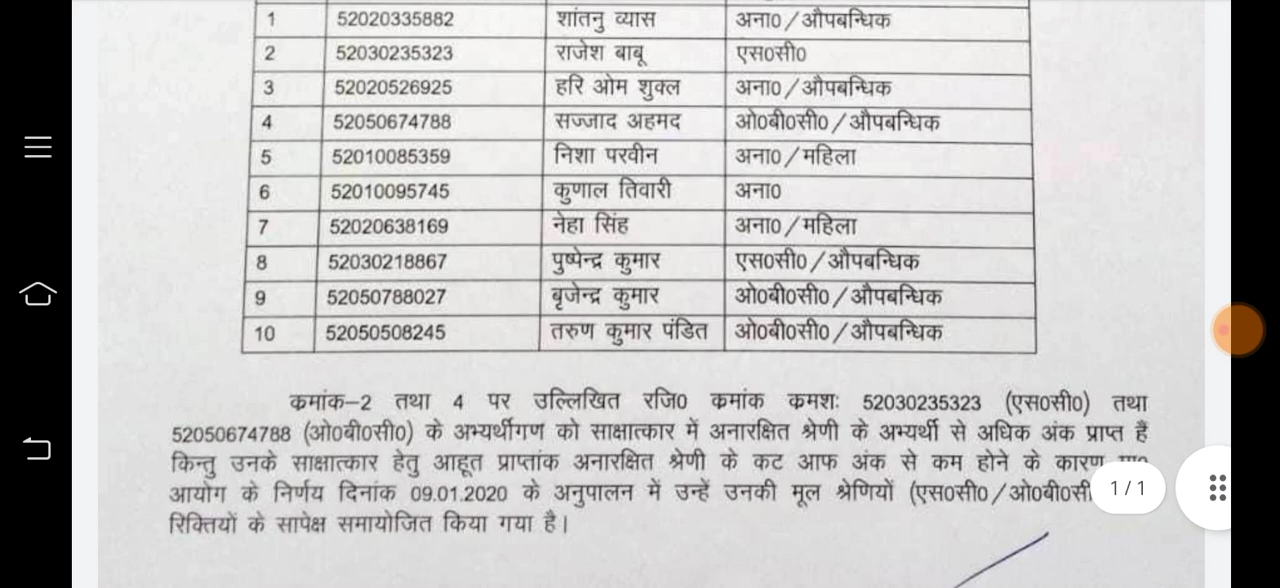 1 52020335882 शांतनु व्यास अना0/औपबन्धिक
2 52030235323 राजेश बाबू एस0सी0
3 52020526925 हरि ओम शुक्ल अना0/औपबन्धिक
4 52050674788 सज्जाद अहमद ओ0बी0सी0/औपबन्धिक
5 52010085359 निशा परवीन अना0/महिला
6 52010095745 कुणाल तिवारी अना0
7 52020638169 नेहा सिंह अना0/महिला
8 52030218867 पुष्पेन्द्र कुमार एस0सी0/औपबन्धिक
9 52050788027 बृजेन्द्र कुमार ओ0बी0सी0/औपबन्धिक
10 52050508245 तरुण कुमार पंडित ओ0बी0सी0/औपबन्धिक
कमांक-2 तथा 4 पर उल्लिखित रजि0 कमांक कमशः 52030235323 (एस0सी0) तथा
52050674788 (ओ0बी0सी0) के अभ्यर्थीगण को साक्षात्कार में अनारक्षित श्रेणी के अभ्यर्थी से अधिक अंक प्राप्त हैं
किन्तु उनके साक्षात्कार हेतु आहूत प्राप्तांक अनारक्षित श्रेणी के कट आफ अंक से कम होने के कारण
आयोग के निर्णय दिनांक 09.01.2020 के अनुपालन में उन्हें उनकी मूल श्रेणियों (एस0सी0/ओ0बी0सी
रिक्तियों के सापेक्ष समायोजित किया गया है।
1/1